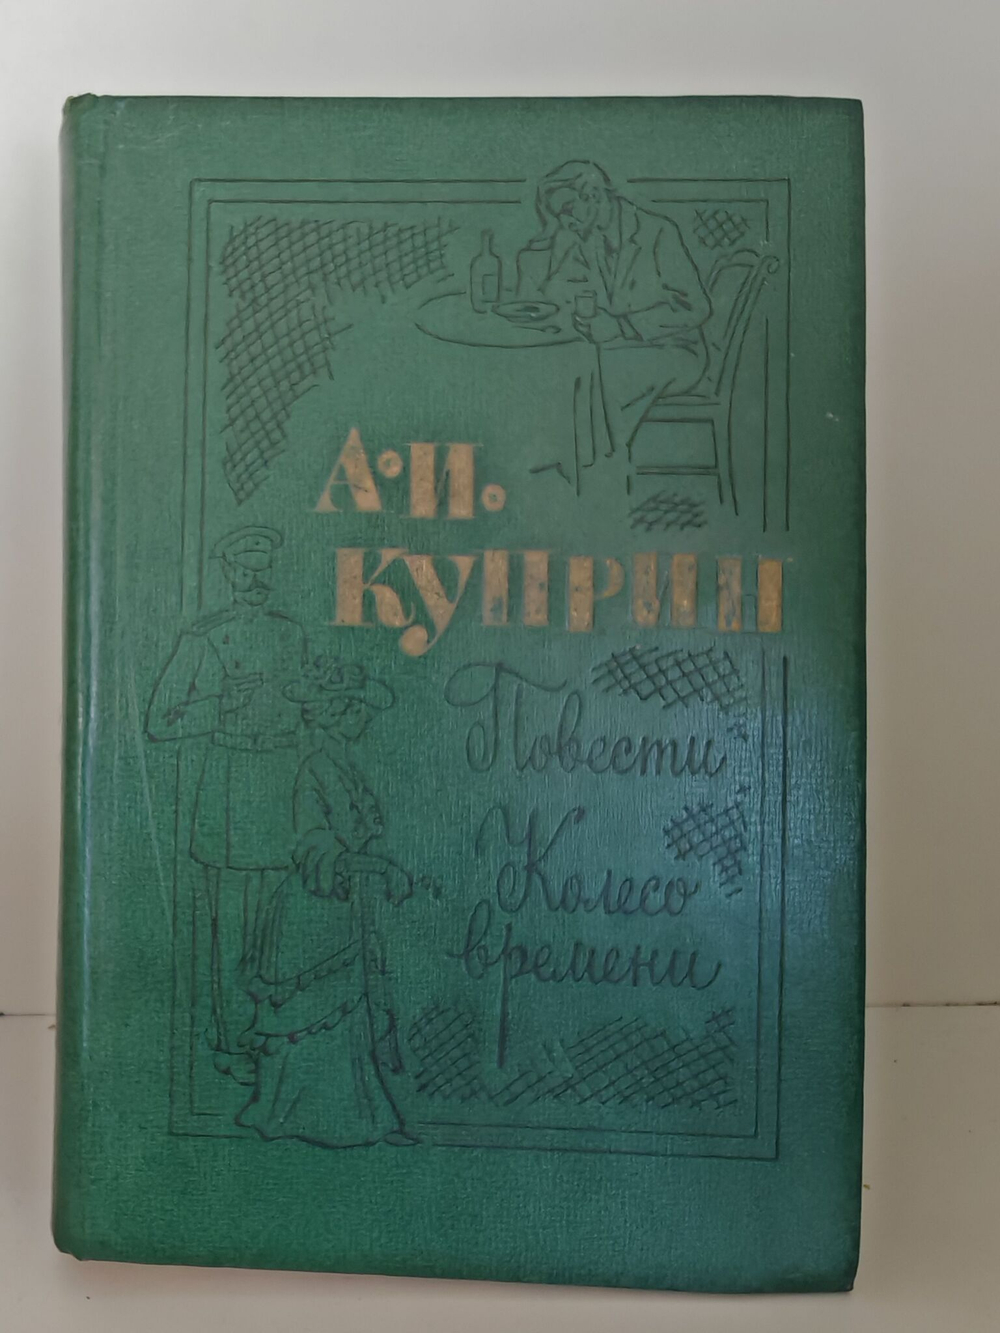 А. И.
КУПРИН
Повести
Колесо
времени